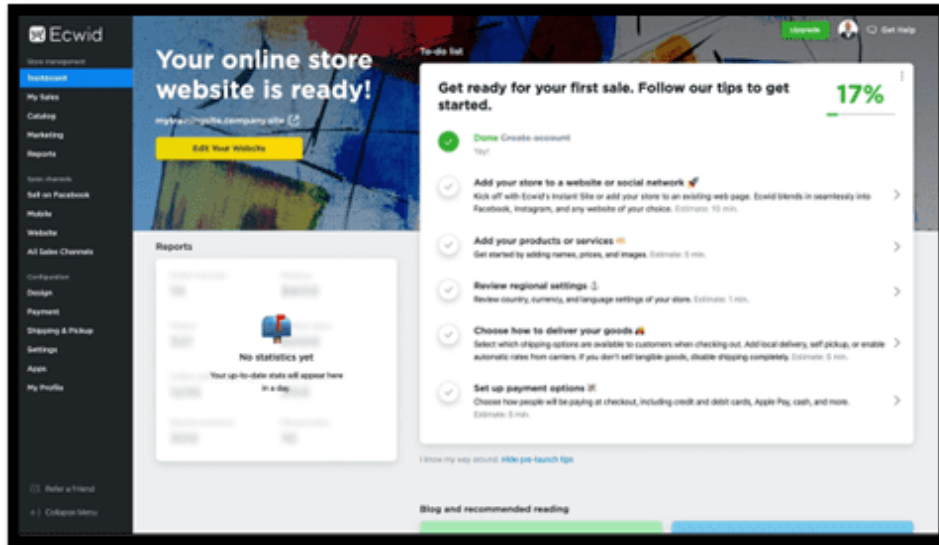 Ecwid
Store management
Dashboard
My Sales
Catalog
Marketing
Reports
Sales channels
Sell on Facebook
Mobile
Website
All Sales Channels
Configuration
Design
Payment
Shipping & Pickup
Settings
Apps
My Profile
Refer a Friend
Collapse Menu
Your online store
website is ready!
mytrainingsite.company.site
Edit Your Website
Reports
No statistics yet
Your up-to-date stats will appear here
in a day.
Upgrade
Get Help
To-do list
Get ready for your first sale. Follow our tips to get
started.
17%
Done Create account
Yay!
Add your store to a website or social network
Kick off with Ecwid's Instant Site or add your store to an existing web page. Ecwid blends in seamlessly into
Facebook, Instagram, and any website of your choice. Estimate: 10 min.
Add your products or services
Get started by adding names, prices, and images. Estimate: 5 min.
Review regional settings
Review country, currency, and language settings of your store. Estimate: 1 min.
Choose how to deliver your goods
Select which shipping options are available to customers when checking out. Add local delivery, self pickup, or enable
automatic rates from carriers. If you don't sell tangible goods, disable shipping completely. Estimate: 5 min.
Set up payment options
Choose how people will be paying at checkout, including credit and debit cards, Apple Pay, cash, and more.
Estimate: 5 min.
I know my way around. Hide pre-launch tips
Blog and recommended reading